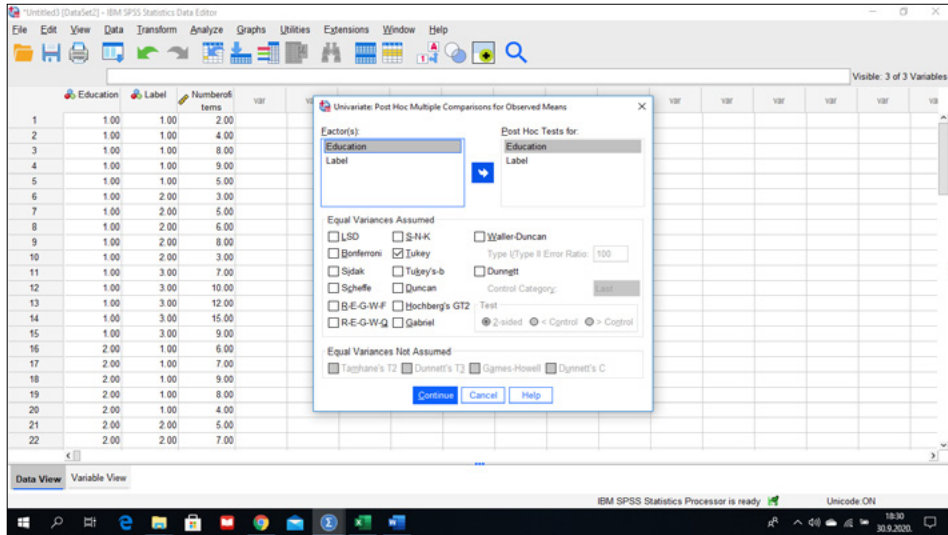 *Untitled3 [DataSet2] - IBM SPSS Statistics Data Editor
File Edit View Data Transform Analyze Graphs Utilities Extensions Window Help
Visible: 3 of 3 Variables
Education Label Numberofi
tems var var var var var var
1 1.00 1.00 2.00
2 1.00 1.00 4.00
3 1.00 1.00 8.00
4 1.00 1.00 9.00
5 1.00 1.00 5.00
6 1.00 2.00 3.00
7 1.00 2.00 5.00
8 1.00 2.00 6.00
9 1.00 2.00 8.00
10 1.00 2.00 3.00
11 1.00 3.00 7.00
12 1.00 3.00 10.00
13 1.00 3.00 12.00
14 1.00 3.00 15.00
15 1.00 3.00 9.00
16 2.00 1.00 6.00
17 2.00 1.00 7.00
18 2.00 1.00 9.00
19 2.00 1.00 8.00
20 2.00 1.00 4.00
21 2.00 2.00 5.00
22 2.00 2.00 7.00
Univariate: Post Hoc Multiple Comparisons for Observed Means
Factor(s): Post Hoc Tests for:
Education Education
Label Label
Equal Variances Assumed
LSD S-N-K Waller-Duncan
Bonferroni Tukey Type I/Type II Error Ratio: 100
Sidak Tukey's-b Dunnett
Scheffe Duncan Control Category: Last
R-E-G-W-F Hochberg's GT2 Test
R-E-G-W-Q Gabriel 2-sided < Control > Control
Equal Variances Not Assumed
Tamhane's T2 Dunnett's T3 Games-Howell Dunnett's C
Continue Cancel Help
Data View Variable View
IBM SPSS Statistics Processor is ready Unicode:ON
18:30
30.9.2020.